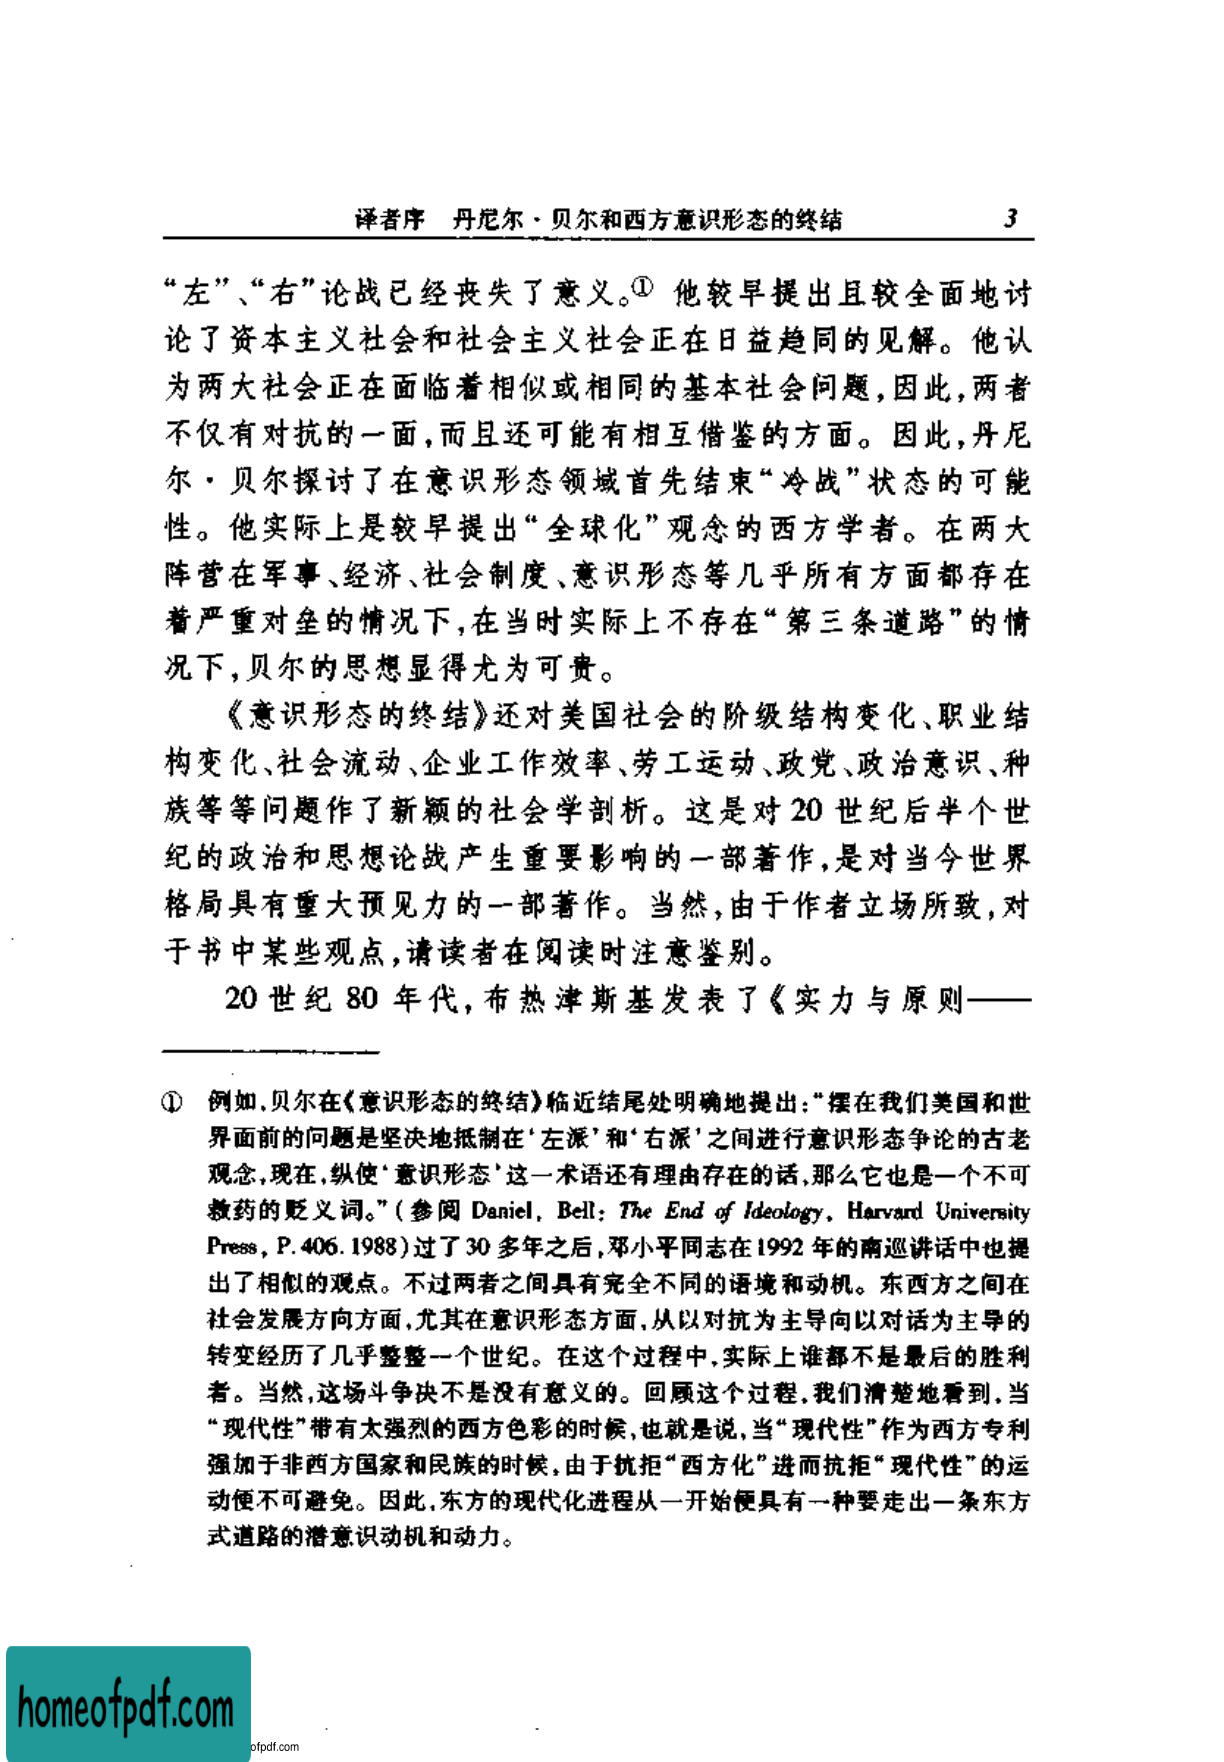 译者序　丹尼尔·贝尔和西方意识形态的终结　3
“左”、“右”论战已经丧失了意义。① 他较早提出且较全面地讨
论了资本主义社会和社会主义社会正在日益趋同的见解。他认
为两大社会正在面临着相似或相同的基本社会问题,因此,两者
不仅有对抗的一面,而且还可能有相互借鉴的方面。因此,丹尼
尔·贝尔探讨了在意识形态领域首先结束“冷战”状态的可能
性。他实际上是较早提出“全球化”观念的西方学者。在两大
阵营在军事、经济、社会制度、意识形态等几乎所有方面都存在
着严重对垒的情况下,在当时实际上不存在“第三条道路”的情
况下,贝尔的思想显得尤为可贵。
《意识形态的终结》还对美国社会的阶级结构变化、职业结
构变化、社会流动、企业工作效率、劳工运动、政党、政治意识、种
族等等问题作了新颖的社会学剖析。这是对 20 世纪后半个世
纪的政治和思想论战产生重要影响的一部著作,是对当今世界
格局具有重大预见力的一部著作。当然,由于作者立场所致,对
于书中某些观点,请读者在阅读时注意鉴别。
20 世纪 80 年代,布热津斯基发表了《实力与原则——
① 例如,贝尔在《意识形态的终结》临近结尾处明确地提出:“摆在我们美国和世
界面前的问题是坚决地抵制在‘左派’和‘右派’之间进行意识形态争论的古老
观念,现在,纵使‘意识形态’这一术语还有理由存在的话,那么它也是一个不可
救药的贬义词。”(参阅 Daniel, Bell: The End of Ideology, Harvard University
Press, P.406.1988)过了 30 多年之后,邓小平同志在 1992 年的南巡讲话中也提
出了相似的观点。不过两者之间具有完全不同的语境和动机。东西方之间在
社会发展方向方面,尤其在意识形态方面,从以对抗为主导向以对话为主导的
转变经历了几乎整整一个世纪。在这个过程中,实际上谁都不是最后的胜利
者。当然,这场斗争决不是没有意义的。回顾这个过程,我们清楚地看到,当
“现代性”带有太强烈的西方色彩的时候,也就是说,当“现代性”作为西方专利
强加于非西方国家和民族的时候,由于抗拒“西方化”进而抗拒“现代性”的运
动便不可避免。因此,东方的现代化进程从一开始便具有一种要走出一条东方
式道路的潜意识动机和动力。
homeofpdf.com
ofpdf.com